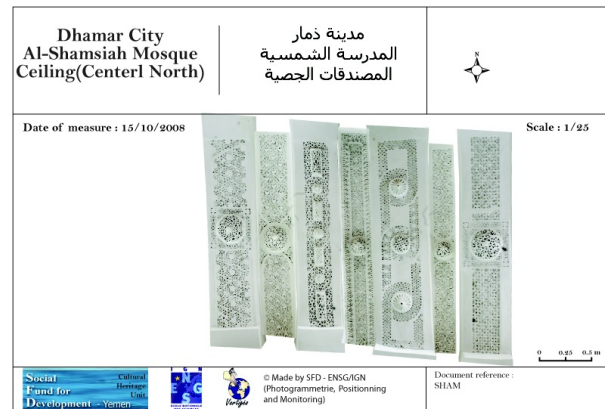 Dhamar City
Al-Shamsiah Mosque
Ceiling(Centerl North)
مدينة ذمار
المدرسة الشمسية
المصندقات الجصية
N
Date of measure : 15/10/2008
Scale : 1/25
0 0.25 0.5 m
Social
Fund for
Development - Yemen -
Cultural
Heritage
Unit
I G N
ENSG
Vertigeo
© Made by SFD - ENSG/IGN
(Photogrammetrie, Positionning
and Monitoring)
Document reference :
SHAM